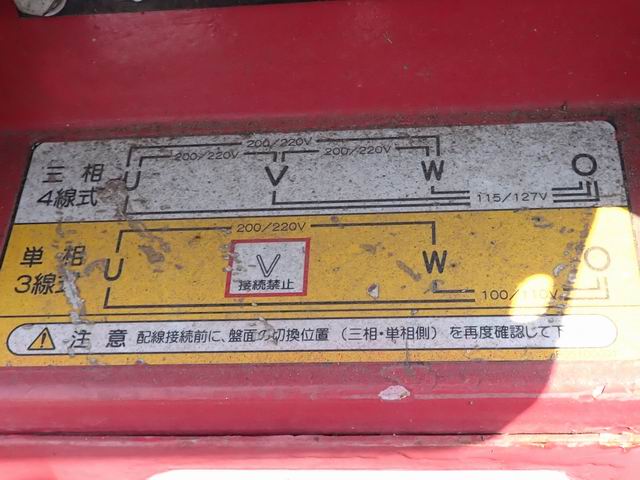 200/220V
三相 U 200/220V V 200/220V W O
4線式 115/127V
200/220V
単相 U V W O
3線式 接続禁止 100/110V
注意 配線接続前に、盤面の切換位置（三相・単相側）を再度確認して下